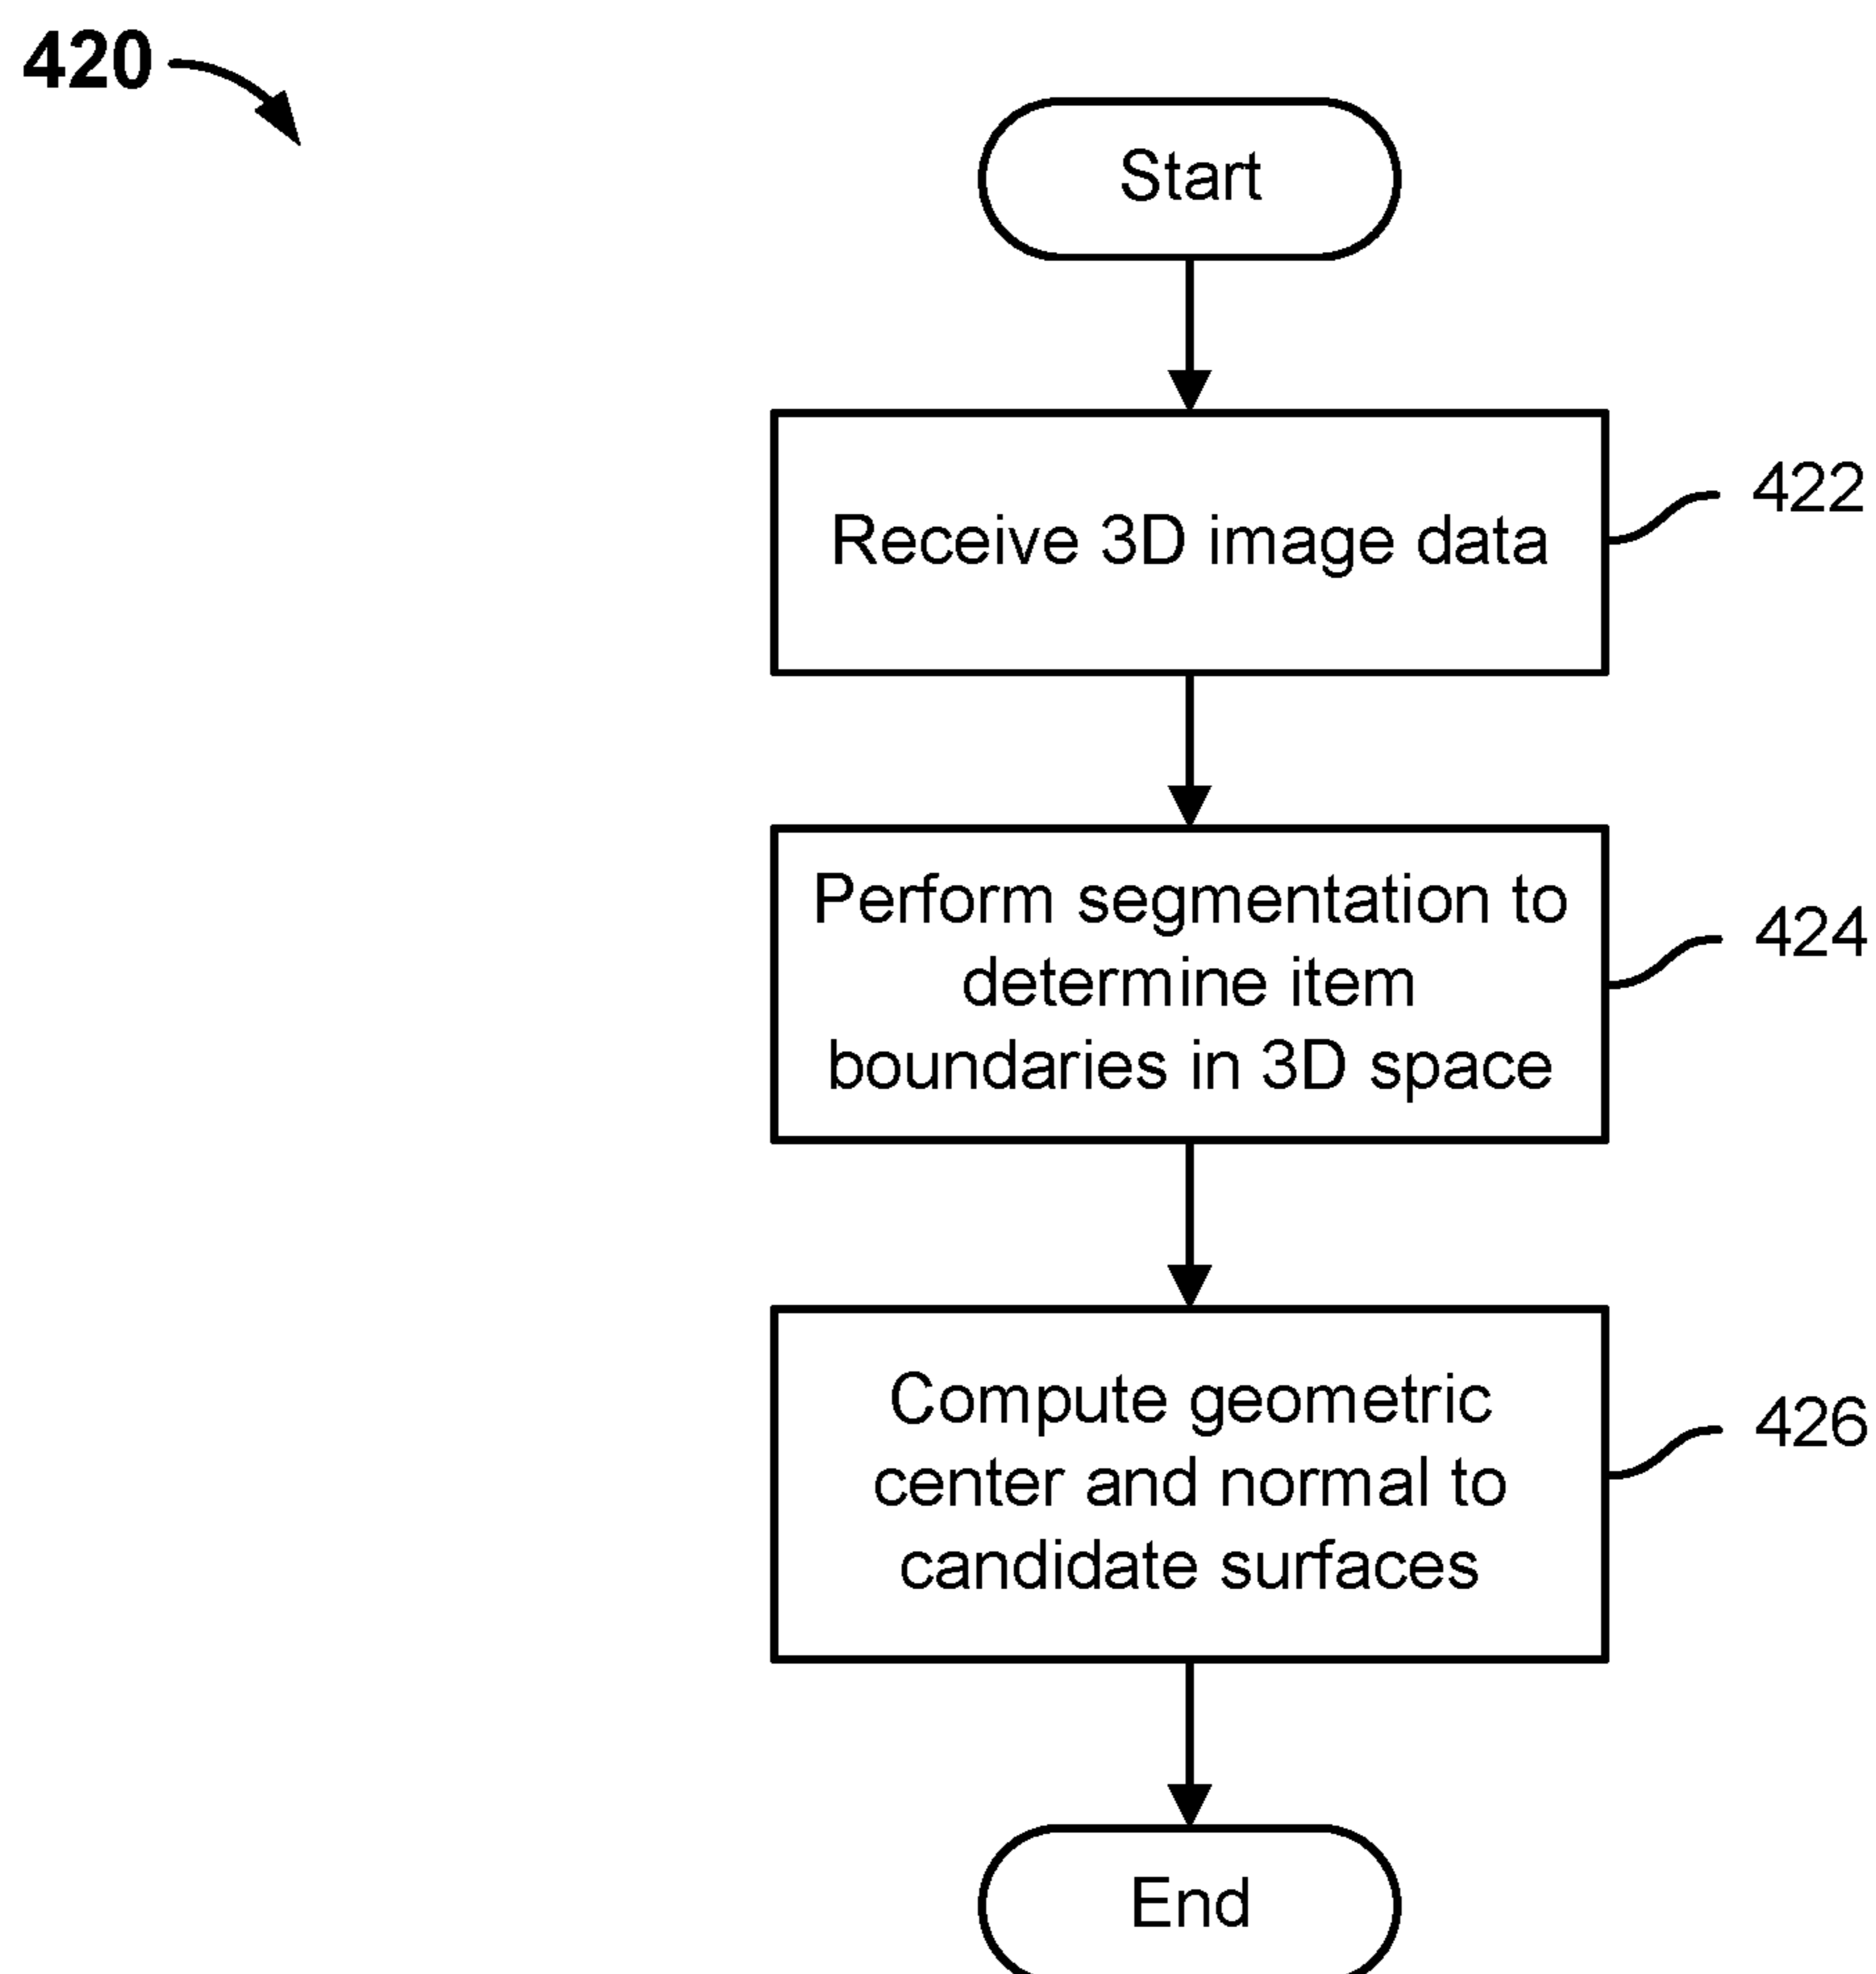 420
Start
Receive 3D image data
422
Perform segmentation to
determine item
boundaries in 3D space
424
Compute geometric
center and normal to
candidate surfaces
426
End